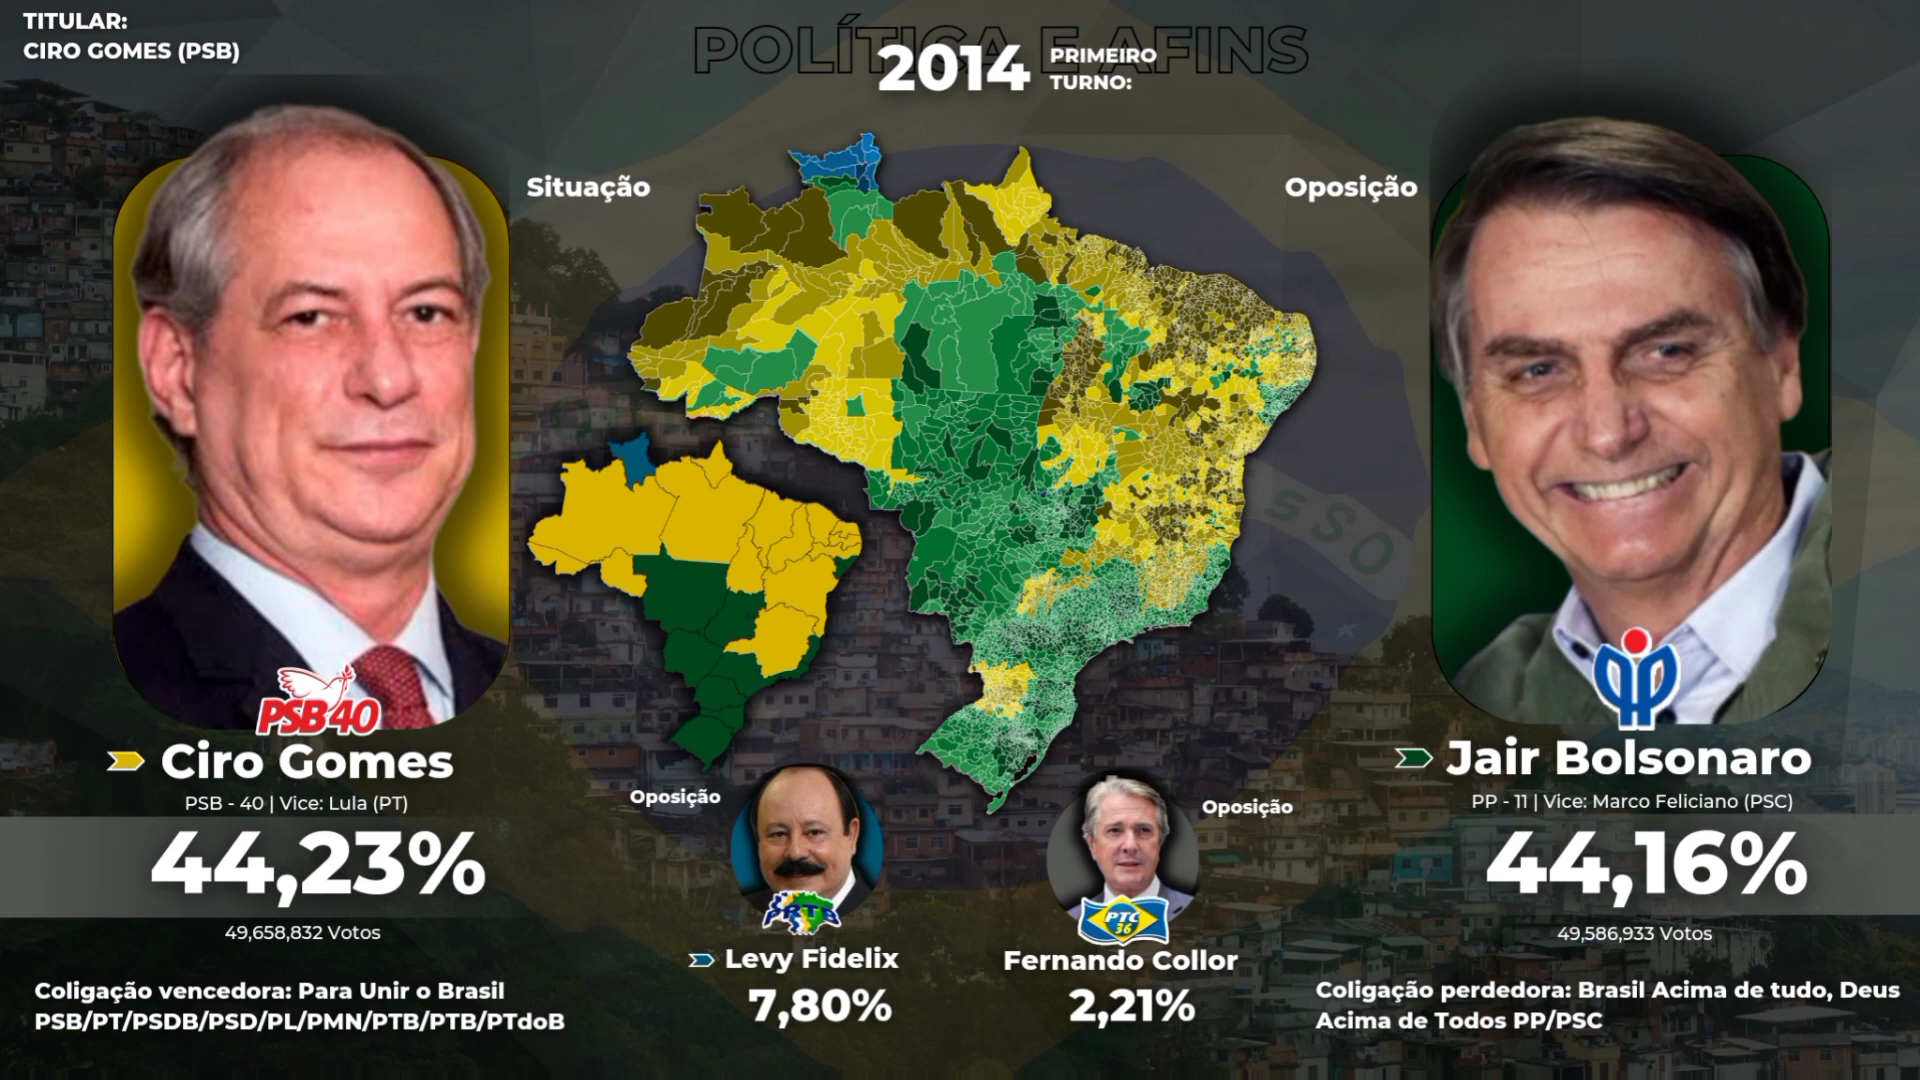 TITULAR:
CIRO GOMES (PSB)
POLÍTICA E AFINS
2014 PRIMEIRO
TURNO:
Situação
Oposição
SSO
PSB 40
Ciro Gomes
PSB - 40 | Vice: Lula (PT)
44,23%
49,658,832 Votos
Coligação vencedora: Para Unir o Brasil
PSB/PT/PSDB/PSD/PL/PMN/PTB/PTB/PTdoB
Oposição
PRTB
Levy Fidelix
7,80%
Oposição
PTC
36
Fernando Collor
2,21%
Jair Bolsonaro
PP - 11 | Vice: Marco Feliciano (PSC)
44,16%
49,586,933 Votos
Coligação perdedora: Brasil Acima de tudo, Deus
Acima de Todos PP/PSC